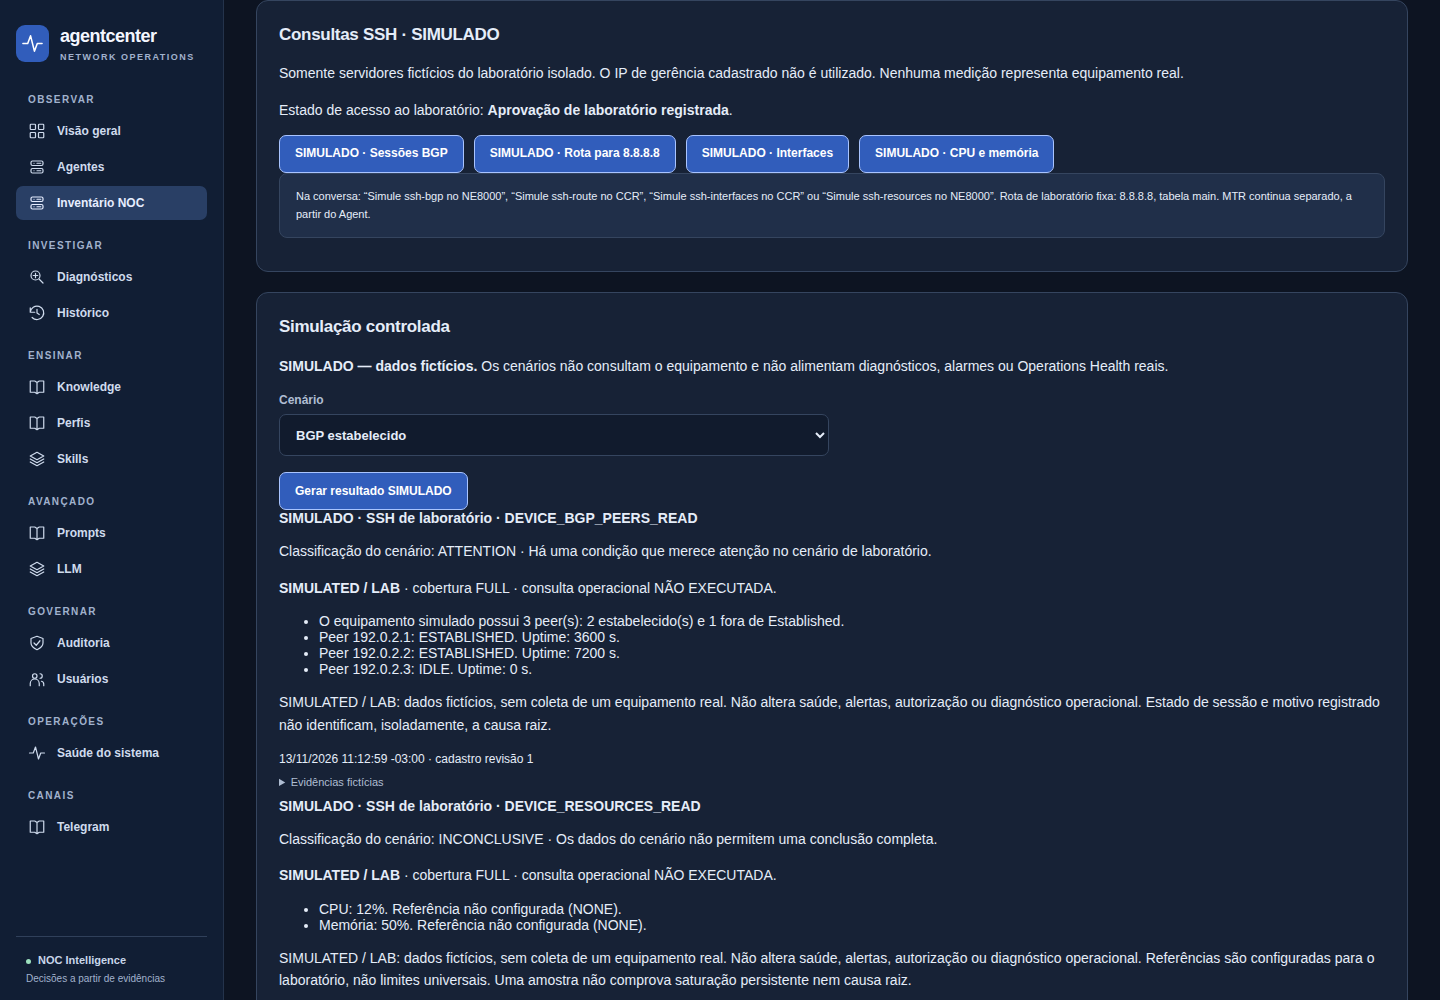 agentcenter
NETWORK OPERATIONS
OBSERVAR
Visão geral
Agentes
Inventário NOC
INVESTIGAR
Diagnósticos
Histórico
ENSINAR
Knowledge
Perfis
Skills
AVANÇADO
Prompts
LLM
GOVERNAR
Auditoria
Usuários
OPERAÇÕES
Saúde do sistema
CANAIS
Telegram
NOC Intelligence
Decisões a partir de evidências
Consultas SSH · SIMULADO
Somente servidores fictícios do laboratório isolado. O IP de gerência cadastrado não é utilizado. Nenhuma medição representa equipamento real.
Estado de acesso ao laboratório: Aprovação de laboratório registrada.
SIMULADO · Sessões BGP
SIMULADO · Rota para 8.8.8.8
SIMULADO · Interfaces
SIMULADO · CPU e memória
Na conversa: “Simule ssh-bgp no NE8000”, “Simule ssh-route no CCR”, “Simule ssh-interfaces no CCR” ou “Simule ssh-resources no NE8000”. Rota de laboratório fixa: 8.8.8.8, tabela main. MTR continua separado, a
partir do Agent.
Simulação controlada
SIMULADO — dados fictícios. Os cenários não consultam o equipamento e não alimentam diagnósticos, alarmes ou Operations Health reais.
Cenário
BGP estabelecido
Gerar resultado SIMULADO
SIMULADO · SSH de laboratório · DEVICE_BGP_PEERS_READ
Classificação do cenário: ATTENTION · Há uma condição que merece atenção no cenário de laboratório.
SIMULATED / LAB · cobertura FULL · consulta operacional NÃO EXECUTADA.
• O equipamento simulado possui 3 peer(s): 2 estabelecido(s) e 1 fora de Established.
• Peer 192.0.2.1: ESTABLISHED. Uptime: 3600 s.
• Peer 192.0.2.2: ESTABLISHED. Uptime: 7200 s.
• Peer 192.0.2.3: IDLE. Uptime: 0 s.
SIMULATED / LAB: dados fictícios, sem coleta de um equipamento real. Não altera saúde, alertas, autorização ou diagnóstico operacional. Estado de sessão e motivo registrado
não identificam, isoladamente, a causa raiz.
13/11/2026 11:12:59 -03:00 · cadastro revisão 1
▶ Evidências fictícias
SIMULADO · SSH de laboratório · DEVICE_RESOURCES_READ
Classificação do cenário: INCONCLUSIVE · Os dados do cenário não permitem uma conclusão completa.
SIMULATED / LAB · cobertura FULL · consulta operacional NÃO EXECUTADA.
• CPU: 12%. Referência não configurada (NONE).
• Memória: 50%. Referência não configurada (NONE).
SIMULATED / LAB: dados fictícios, sem coleta de um equipamento real. Não altera saúde, alertas, autorização ou diagnóstico operacional. Referências são configuradas para o
laboratório, não limites universais. Uma amostra não comprova saturação persistente nem causa raiz.